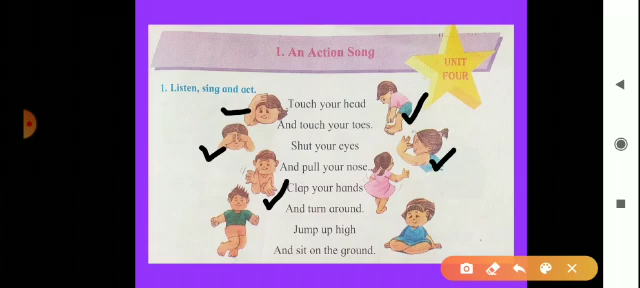 1. An Action Song
UNIT
FOUR
1. Listen, sing and act.
Touch your head
And touch your toes.
Shut your eyes
And pull your nose.
Clap your hands
And turn around.
Jump up high
And sit on the ground.